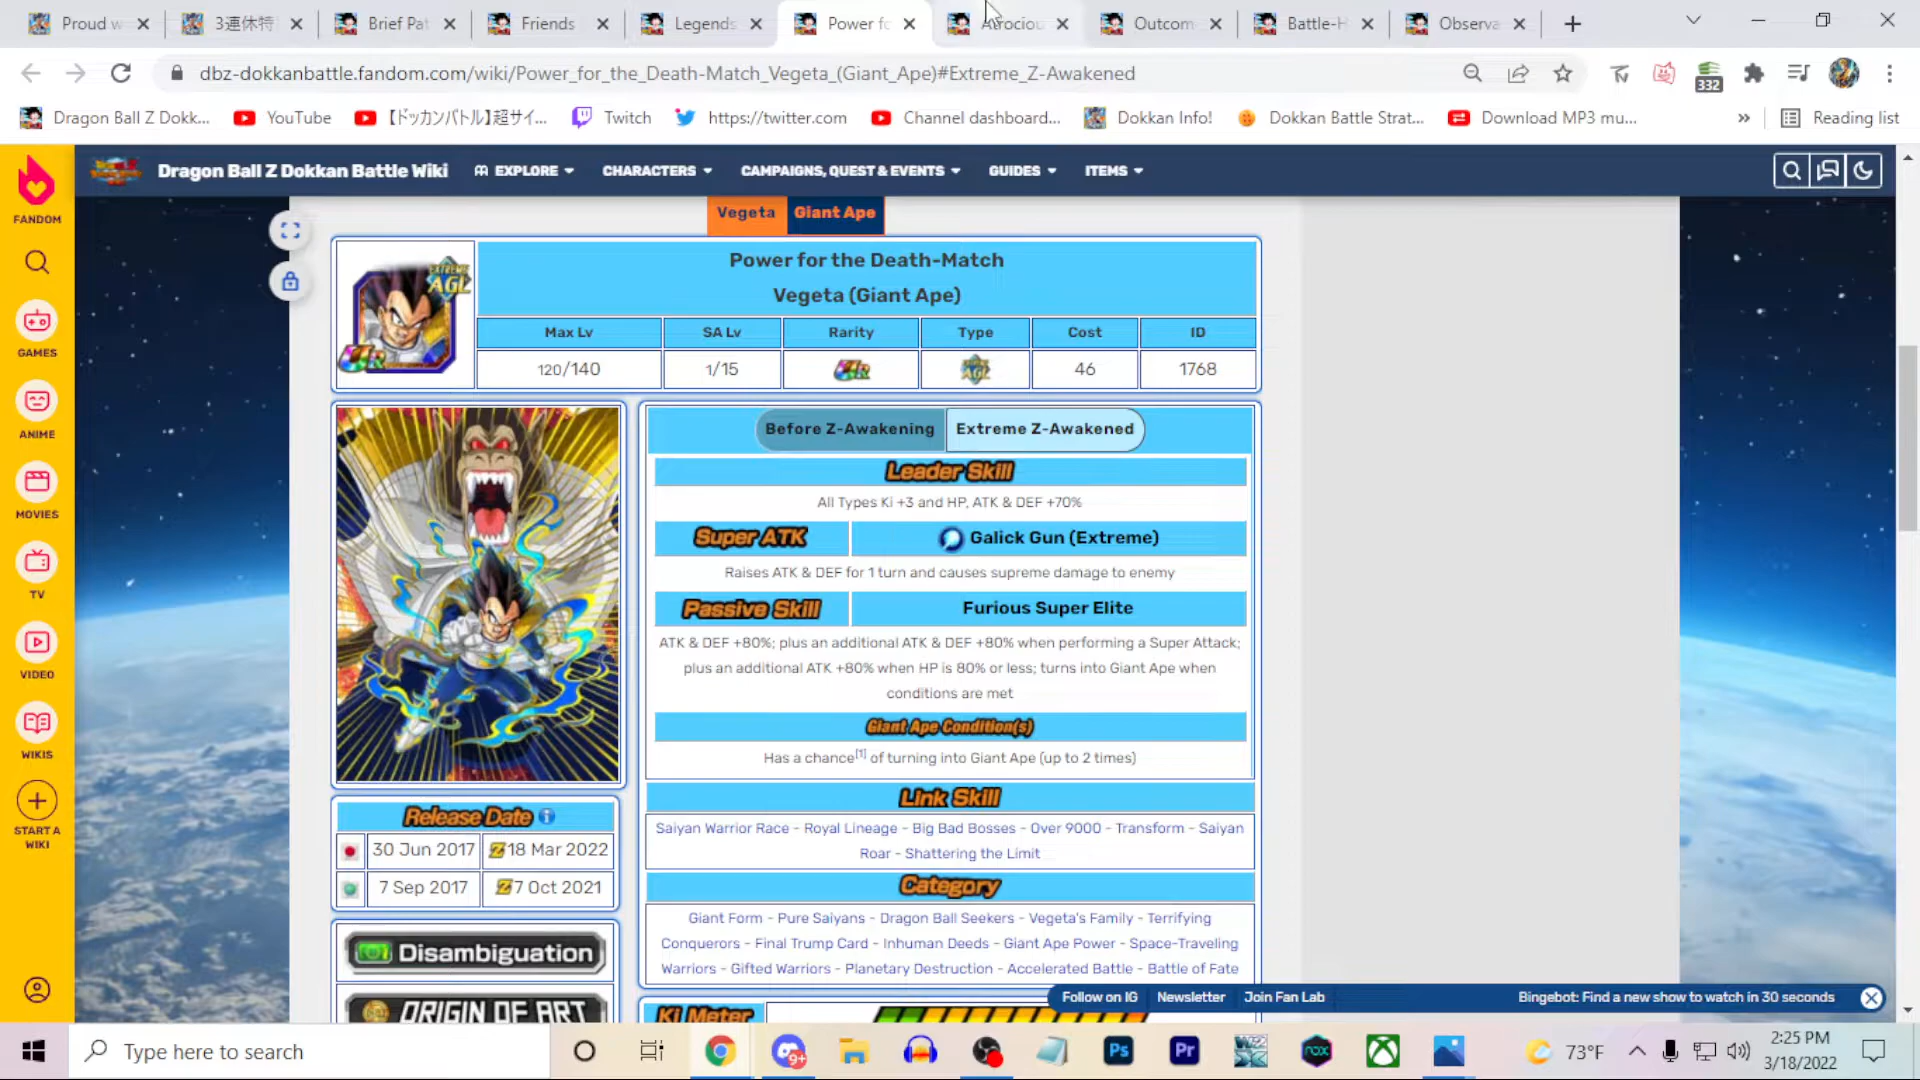 Proud w
3連休特
Brief Pat
Friends
Legends
Power fo
Atrociou
Outcom
Battle-H
Observa
dbz-dokkanbattle.fandom.com/wiki/Power_for_the_Death-Match_Vegeta_(Giant_Ape)#Extreme_Z-Awakened
332
Dragon Ball Z Dokk...
YouTube
【ドッカンバトル】超サイ...
Twitch
https://twitter.com
Channel dashboard...
Dokkan Info!
Dokkan Battle Strat...
Download MP3 mu...
»
Reading list
Dragon Ball Z Dokkan Battle Wiki
EXPLORE
CHARACTERS
CAMPAIGNS, QUEST & EVENTS
GUIDES
ITEMS
FANDOM
GAMES
ANIME
MOVIES
TV
VIDEO
WIKIS
START A
WIKI
Vegeta
Giant Ape
Power for the Death-Match
Vegeta (Giant Ape)
EXTREME
AGL
UR
Max Lv
SA Lv
Rarity
Type
Cost
ID
120/140
1/15
UR
AGL
46
1768
Before Z-Awakening
Extreme Z-Awakened
Leader Skill
All Types Ki +3 and HP, ATK & DEF +70%
Super ATK
Galick Gun (Extreme)
Raises ATK & DEF for 1 turn and causes supreme damage to enemy
Passive Skill
Furious Super Elite
ATK & DEF +80%; plus an additional ATK & DEF +80% when performing a Super Attack;
plus an additional ATK +80% when HP is 80% or less; turns into Giant Ape when
conditions are met
Giant Ape Condition(s)
Has a chance[1] of turning into Giant Ape (up to 2 times)
Link Skill
Saiyan Warrior Race - Royal Lineage - Big Bad Bosses - Over 9000 - Transform - Saiyan
Roar - Shattering the Limit
Category
Giant Form - Pure Saiyans - Dragon Ball Seekers - Vegeta's Family - Terrifying
Conquerors - Final Trump Card - Inhuman Deeds - Giant Ape Power - Space-Traveling
Warriors - Gifted Warriors - Planetary Destruction - Accelerated Battle - Battle of Fate
Ki Meter
Release Date
30 Jun 2017
Z 18 Mar 2022
7 Sep 2017
Z 7 Oct 2021
Disambiguation
ORIGIN OF ART
Follow on IG
Newsletter
Join Fan Lab
Bingebot: Find a new show to watch in 30 seconds
Type here to search
9+
Ps
Pr
nox
73°F
2:25 PM
3/18/2022